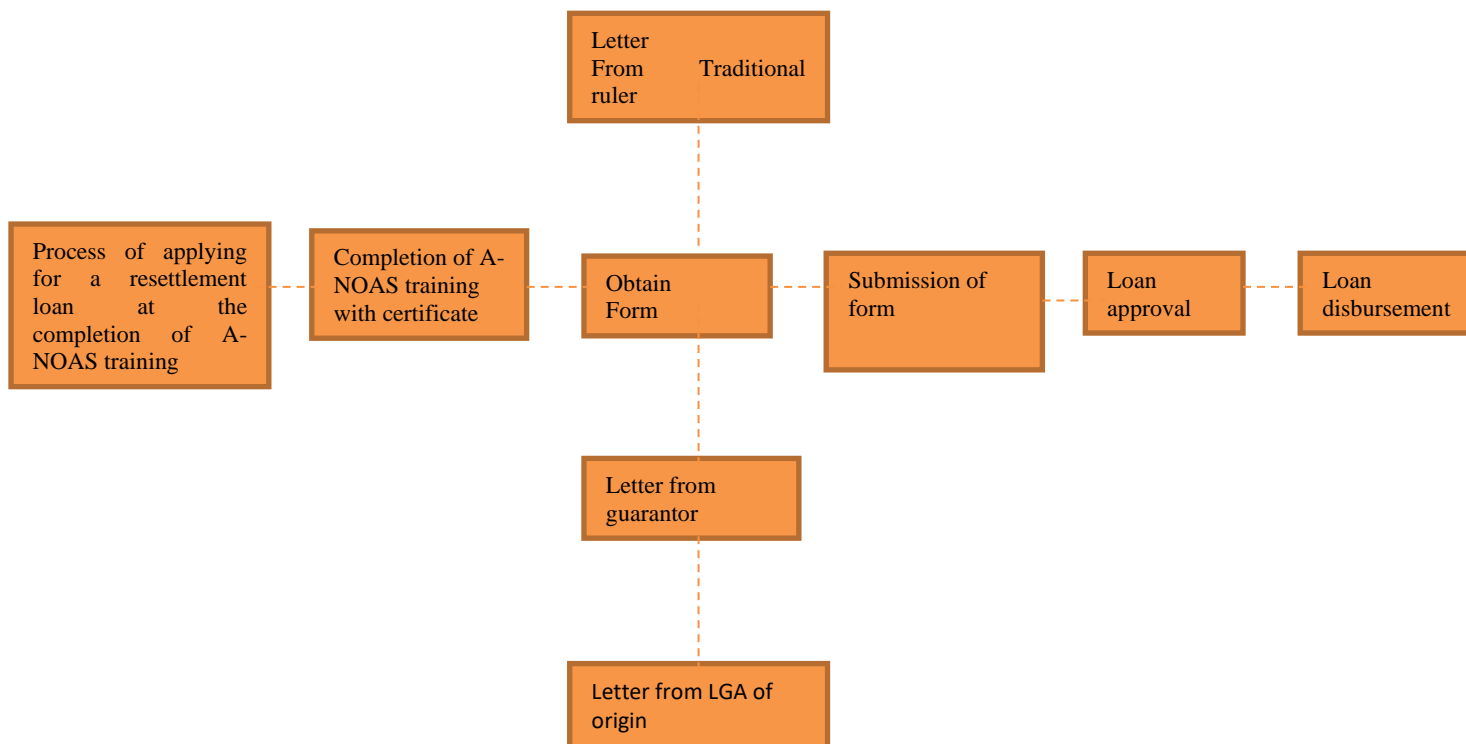 Letter
From Traditional
ruler
Process of applying
for a resettlement
loan at the
completion of A-
NOAS training
Completion of A-
NOAS training
with certificate
Obtain
Form
Submission of
form
Loan
approval
Loan
disbursement
Letter from
guarantor
Letter from LGA of
origin